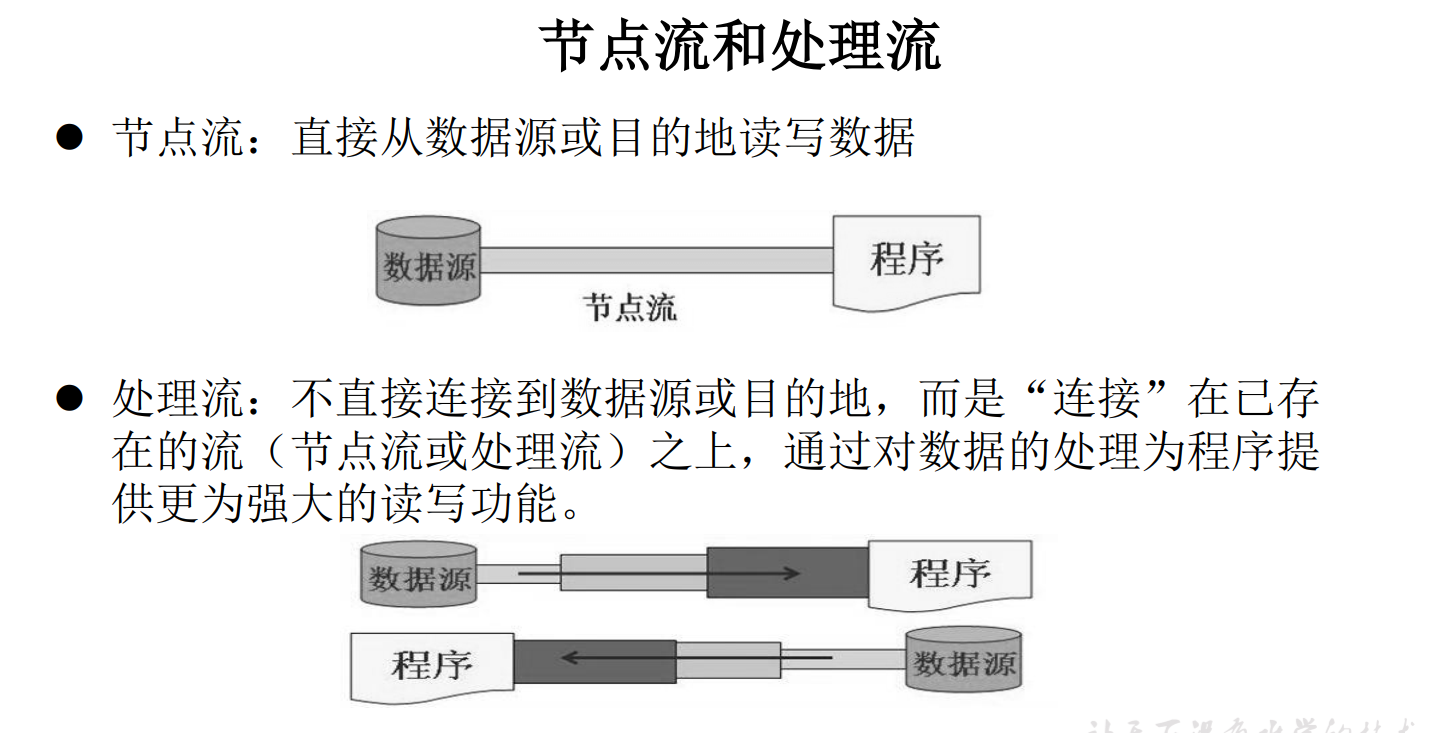 节点流和处理流
● 节点流：直接从数据源或目的地读写数据
数据源
程序
节点流
● 处理流：不直接连接到数据源或目的地，而是“连接”在已存
在的流（节点流或处理流）之上，通过对数据的处理为程序提
供更为强大的读写功能。
数据源
程序
程序
数据源